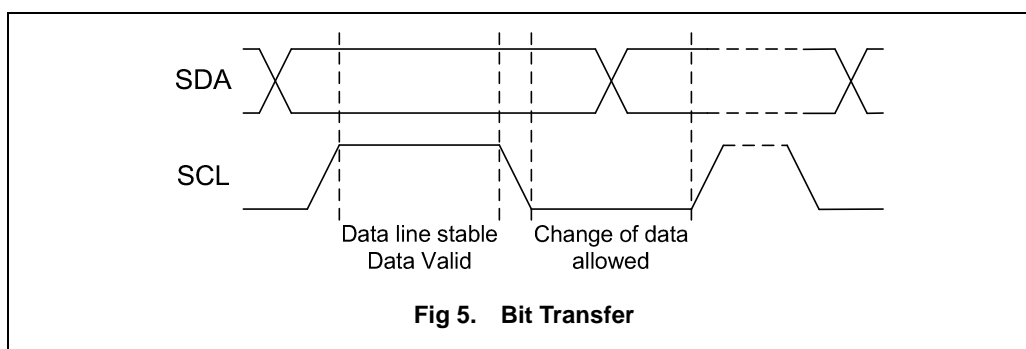 SDA
SCL
Data line stable
Data Valid
Change of data
allowed
Fig 5. Bit Transfer